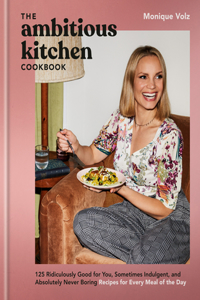 THE
Monique Volz
ambitious
kitchen
COOKBOOK
125 Ridiculously Good for You, Sometimes Indulgent, and
Absolutely Never Boring Recipes for Every Meal of the Day